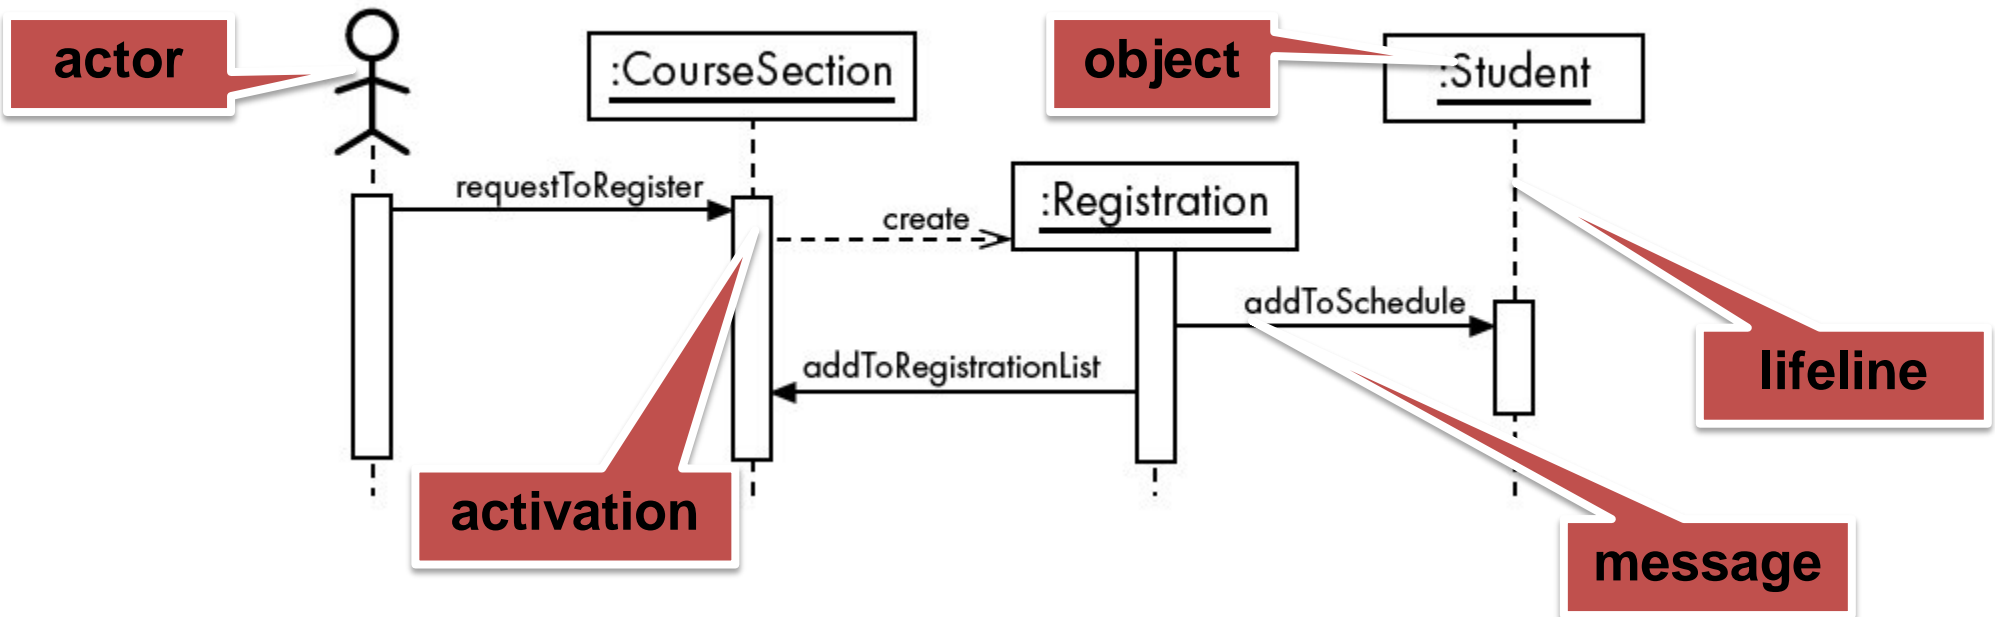 actor
:CourseSection
object
:Student
requestToRegister
create
:Registration
addToSchedule
addToRegistrationList
lifeline
activation
message